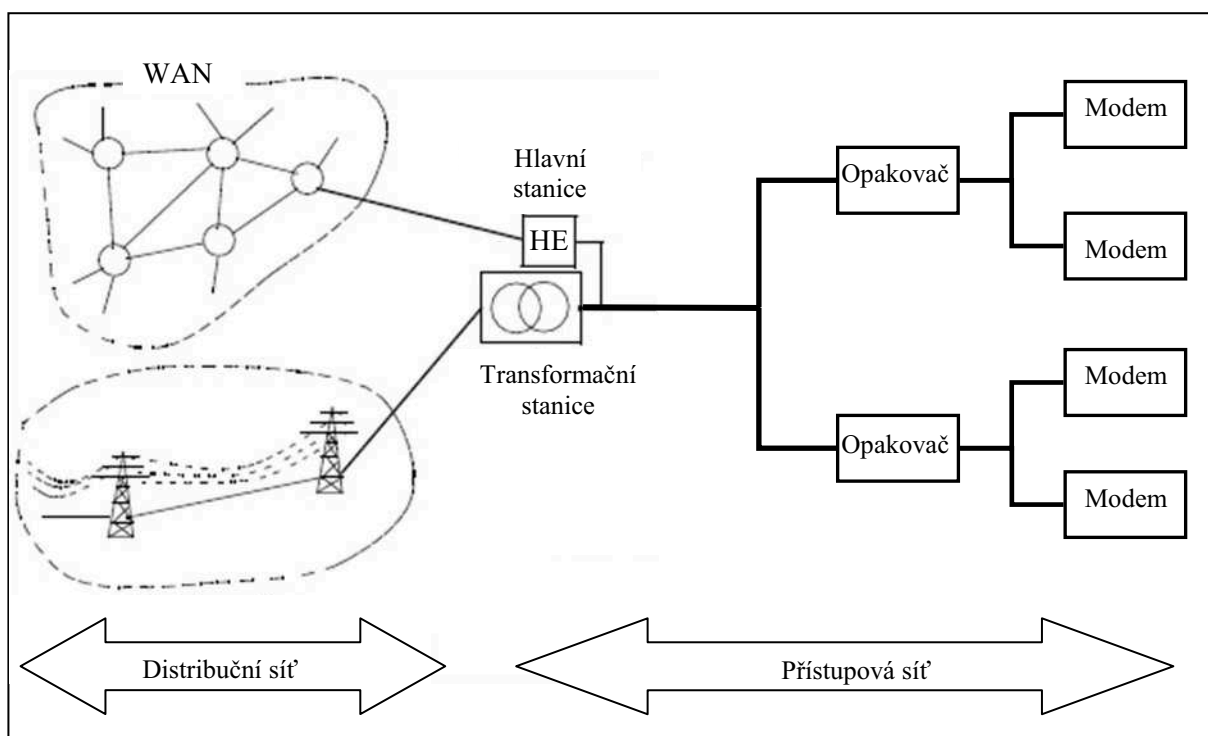 WAN
Hlavní
stanice
HE
Transformační
stanice
Opakovač
Opakovač
Modem
Modem
Modem
Modem
Distribuční síť
Přístupová síť